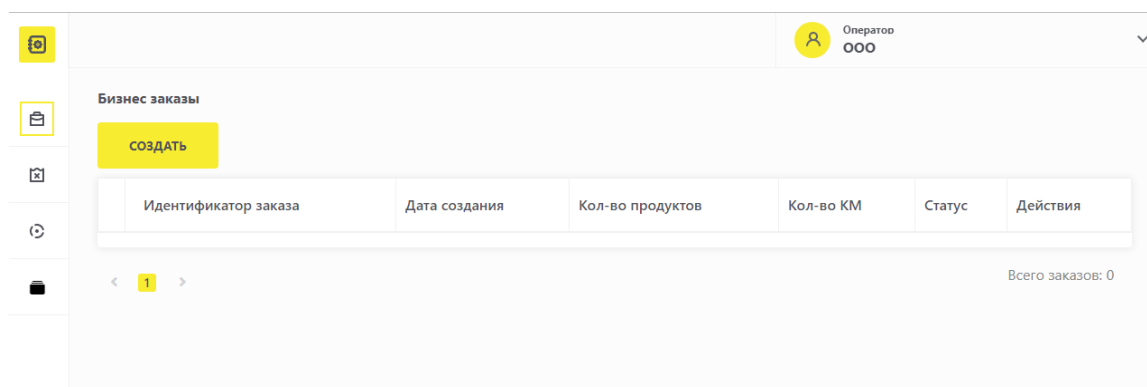 Оператор
ООО
Бизнес заказы
СОЗДАТЬ
Идентификатор заказа Дата создания Кол-во продуктов Кол-во КМ Статус Действия
< 1 > Всего заказов: 0